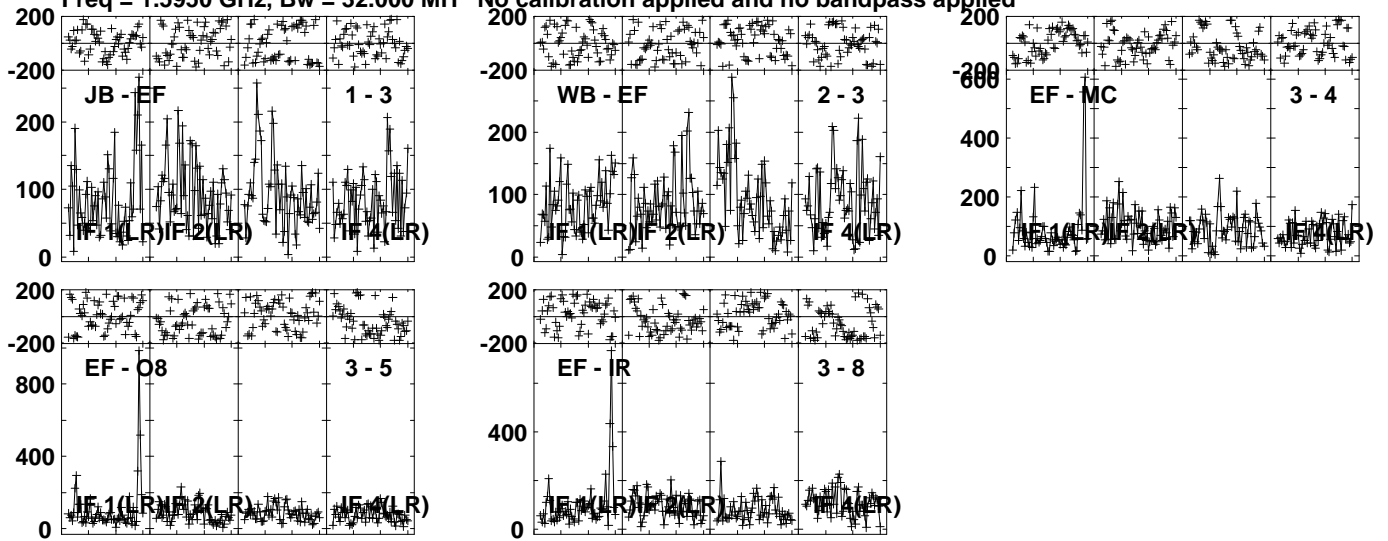 Freq = 1.5950 GHz, Bw = 32.000 MH No calibration applied and no bandpass applied
200
-200
JB - EF 1 - 3
200
100
0
IF 1(LR) IF 2(LR) IF 4(LR)
200
-200
WB - EF 2 - 3
200
100
0
IF 1(LR) IF 2(LR) IF 4(LR)
200
-200
600
EF - MC 3 - 4
400
200
0
IF 1(LR) IF 2(LR) IF 4(LR)
200
-200
EF - O8 3 - 5
800
400
0
IF 1(LR) IF 2(LR) IF 4(LR)
200
-200
EF - IR 3 - 8
400
0
IF 1(LR) IF 2(LR) IF 4(LR)